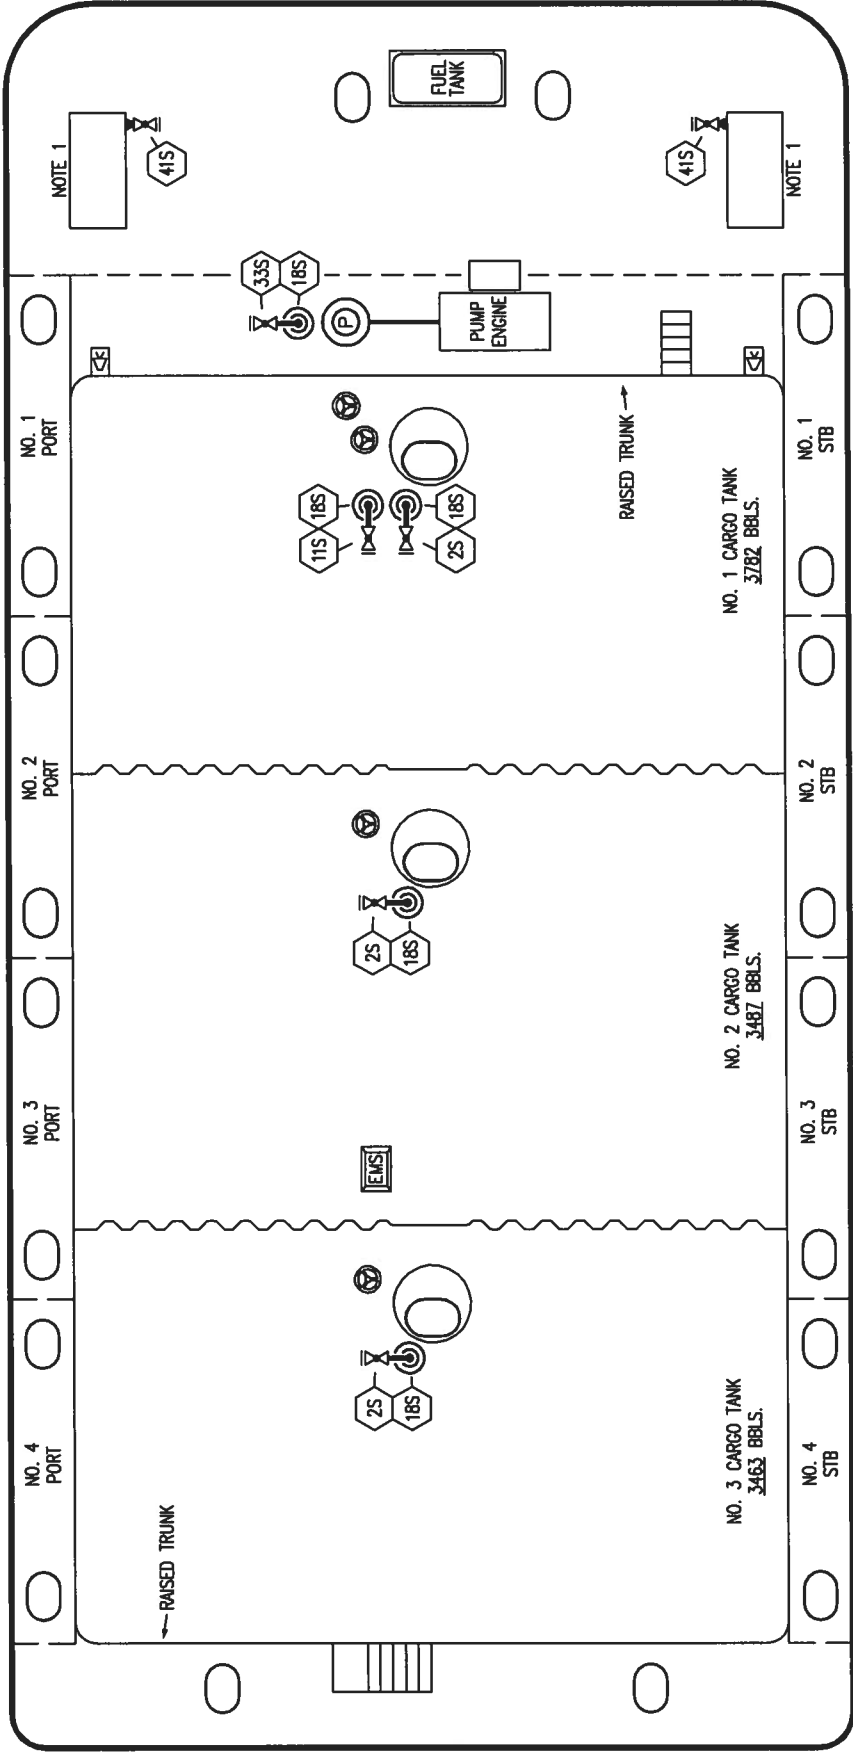 FUEL
TANK
NOTE 1
41S
41S
NOTE 1
33S
18S
P
PUMP
ENGINE
NO. 1
PORT
RAISED TRUNK
NO. 1
STB
18S
11S
18S
2S
NO. 1 CARGO TANK
3782 BBLS.
NO. 2
PORT
NO. 2
STB
2S
18S
NO. 2 CARGO TANK
3487 BBLS.
NO. 3
PORT
EMS
NO. 3
STB
2S
18S
NO. 3 CARGO TANK
3463 BBLS.
NO. 4
PORT
NO. 4
STB
RAISED TRUNK